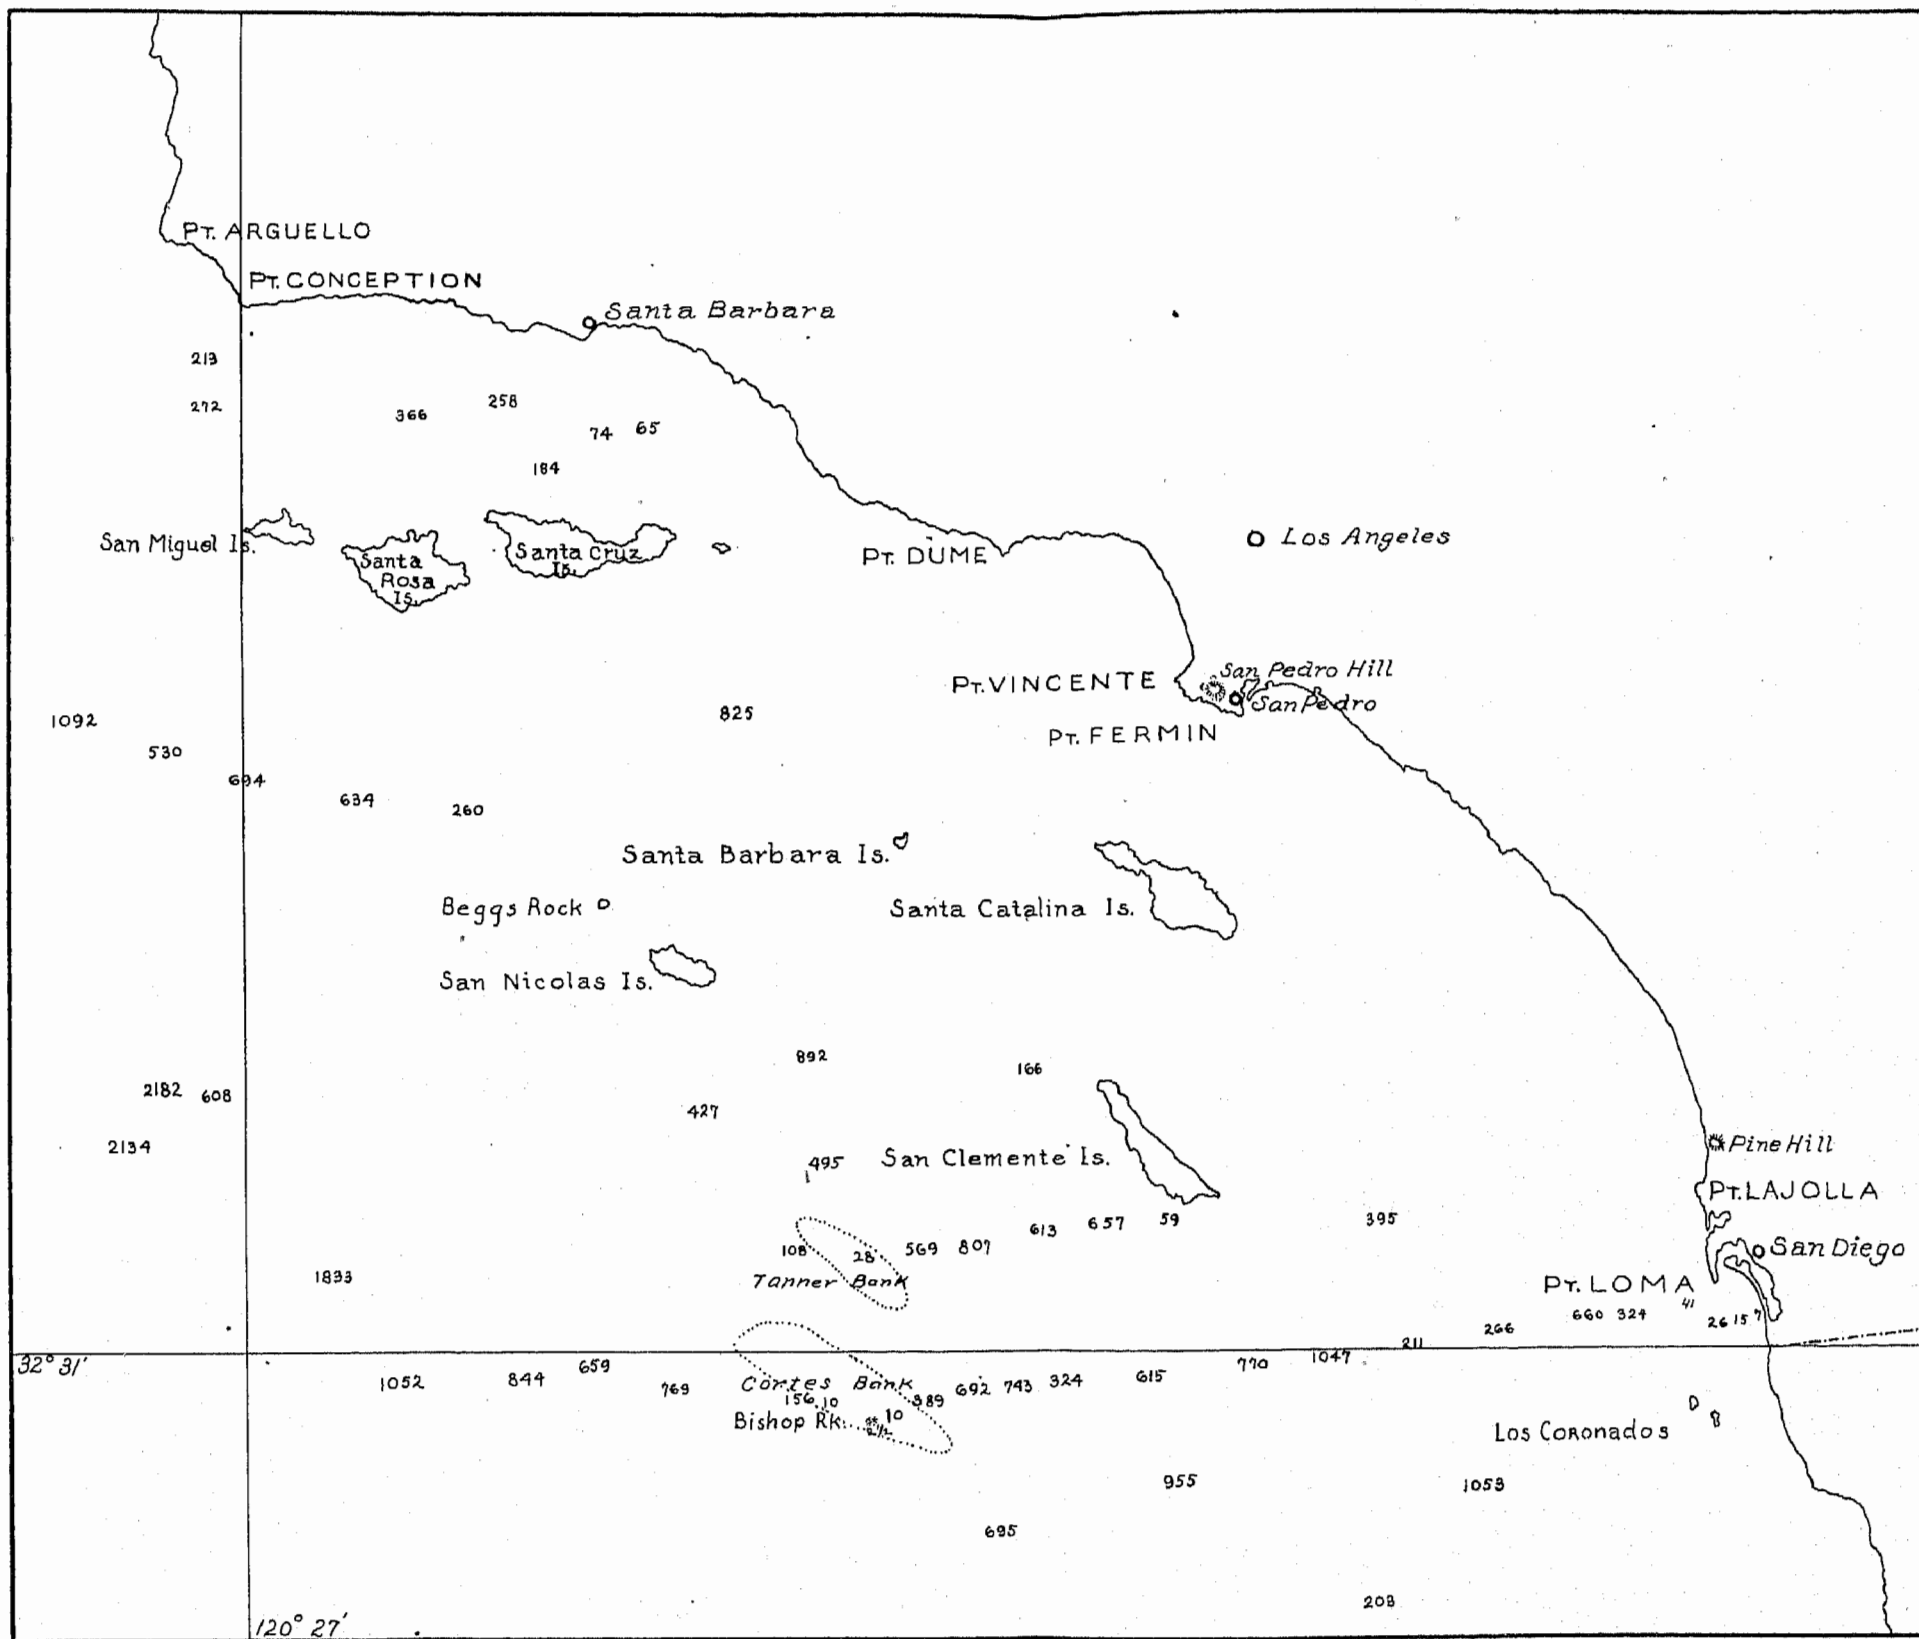 Pt. ARGUELLO
Pt. CONCEPTION
Santa Barbara
213
272
366
258
74
65
184
San Miguel Is.
Santa
Rosa
Is.
Santa Cruz
Is.
Pt. DUME
Los Angeles
San Pedro Hill
Pt. VINCENTE
San Pedro
Pt. FERMIN
1092
530
694
634
260
825
Santa Barbara Is.
Beggs Rock
Santa Catalina Is.
San Nicolas Is.
892
166
2182
608
427
2134
495
San Clemente Is.
Pine Hill
Pt. LAJOLLA
108
28
569
807
613
657
59
395
San Diego
1833
Tanner Bank
Pt. LOMA
41
660
324
26
15
7
266
211
32° 31'
1052
844
659
769
Cortes Bank
156
10
389
692
743
324
615
770
1047
Bishop Rk.
10
2 1/2
Los Coronados
955
1053
695
203
120° 27'